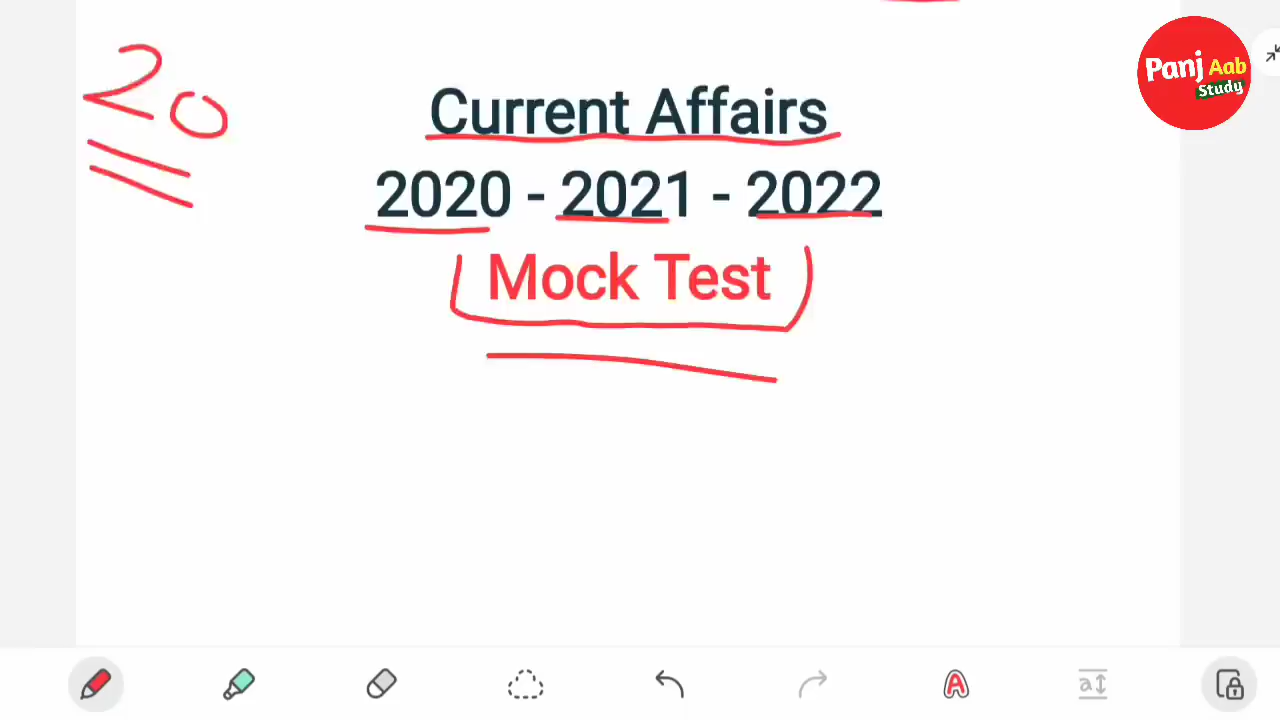 20
Panj Aab
Study
Current Affairs
2020 - 2021 - 2022
Mock Test
A
a